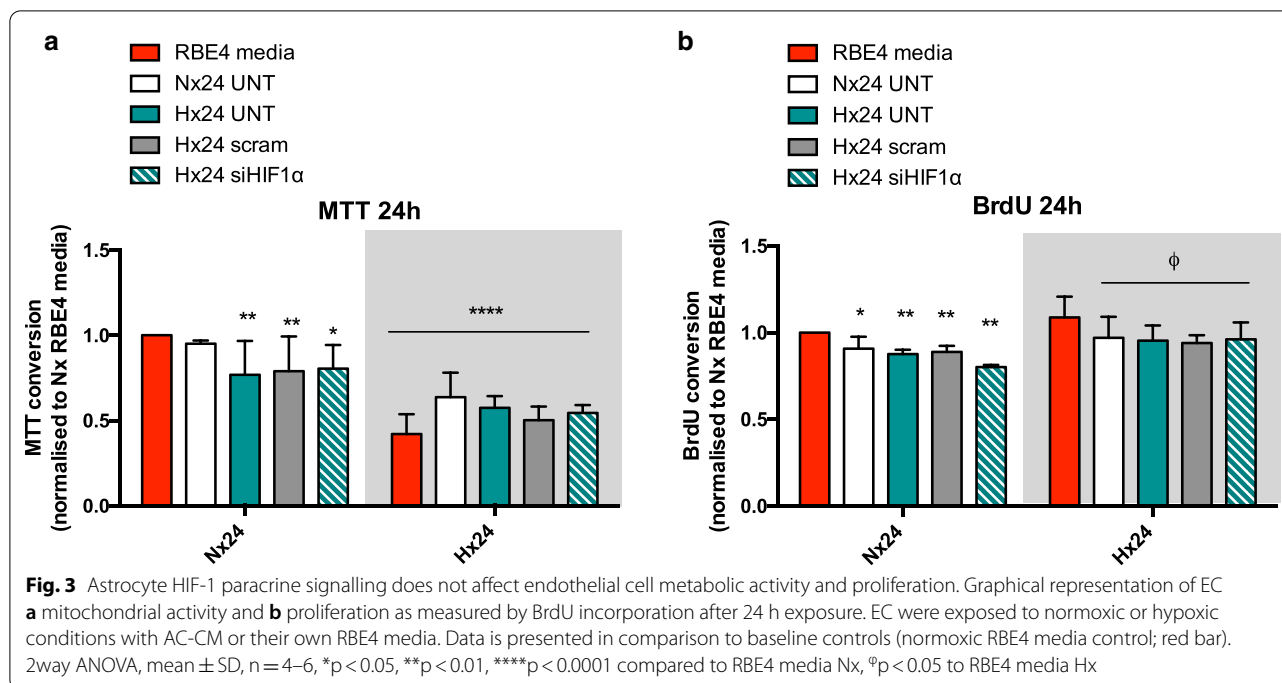 a
RBE4 media
Nx24 UNT
Hx24 UNT
Hx24 scram
Hx24 siHIF1α
MTT 24h
MTT conversion
(normalised to Nx RBE4 media)
1.5
1.0
0.5
0.0
**
**
*
****
Nx24
Hx24
b
RBE4 media
Nx24 UNT
Hx24 UNT
Hx24 scram
Hx24 siHIF1α
BrdU 24h
BrdU conversion
(normalised to Nx RBE4 media)
1.5
1.0
0.5
0.0
*
**
**
**
ϕ
Nx24
Hx24
Fig. 3 Astrocyte HIF-1 paracrine signalling does not affect endothelial cell metabolic activity and proliferation. Graphical representation of EC
a mitochondrial activity and b proliferation as measured by BrdU incorporation after 24 h exposure. EC were exposed to normoxic or hypoxic
conditions with AC-CM or their own RBE4 media. Data is presented in comparison to baseline controls (normoxic RBE4 media control; red bar).
2way ANOVA, mean ± SD, n = 4–6, *p < 0.05, **p < 0.01, ****p < 0.0001 compared to RBE4 media Nx, φp < 0.05 to RBE4 media Hx